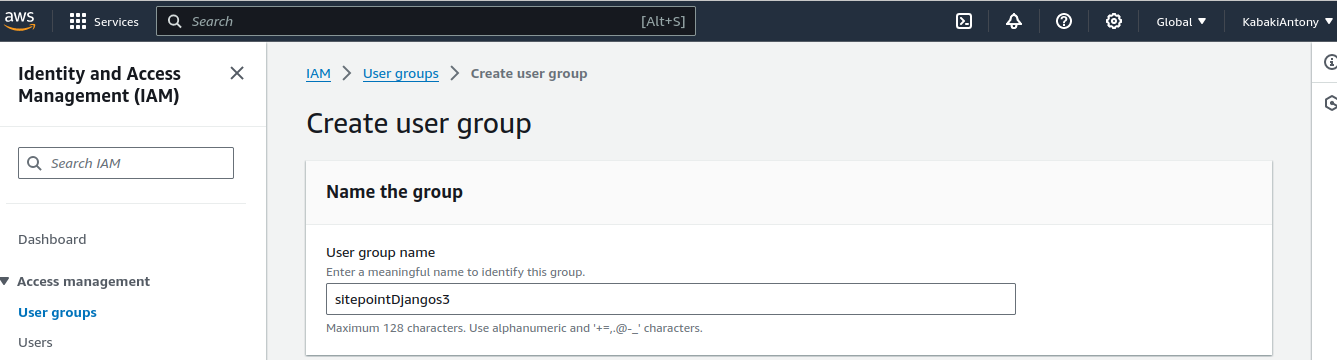 aws Services Search [Alt+S] Global KabakiAntony
Identity and Access
Management (IAM)
Search IAM
Dashboard
Access management
User groups
Users
IAM User groups Create user group
Create user group
Name the group
User group name
Enter a meaningful name to identify this group.
sitepointDjangos3
Maximum 128 characters. Use alphanumeric and '+=,.@-_' characters.